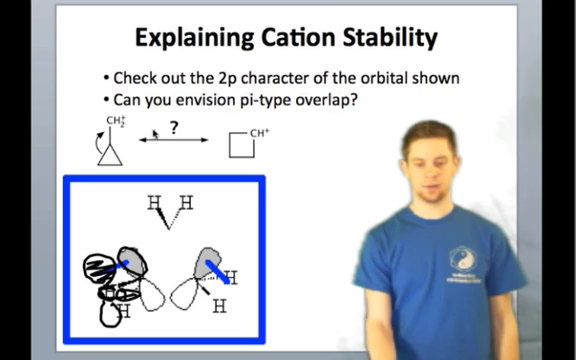 Explaining Cation Stability
• Check out the 2p character of the orbital shown
• Can you envision pi-type overlap?
CH₂⁺
?
CH⁺
H H
H
H
H